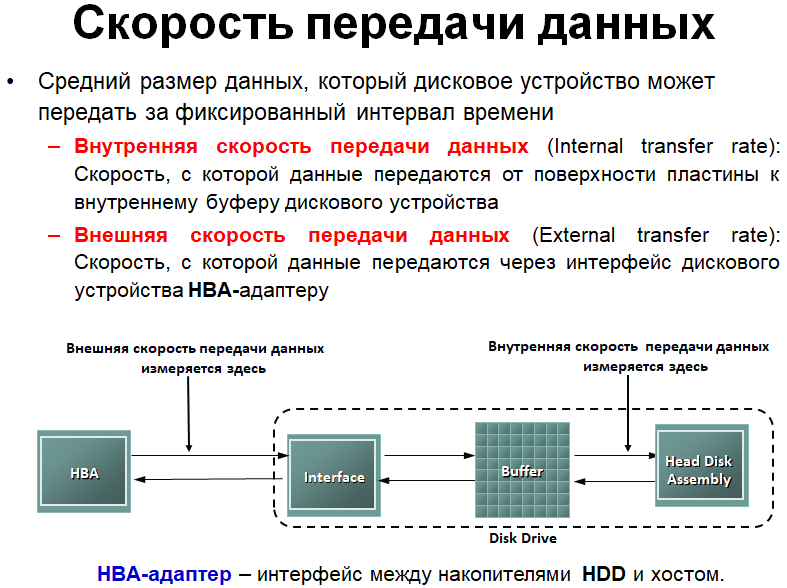 Скорость передачи данных
• Средний размер данных, который дисковое устройство может
передать за фиксированный интервал времени
– Внутренняя скорость передачи данных (Internal transfer rate):
Скорость, с которой данные передаются от поверхности пластины к
внутреннему буферу дискового устройства
– Внешняя скорость передачи данных (External transfer rate):
Скорость, с которой данные передаются через интерфейс дискового
устройства HBA-адаптеру
Внешняя скорость передачи данных
измеряется здесь
Внутренняя скорость передачи данных
измеряется здесь
HBA
Interface
Buffer
Head Disk
Assembly
Disk Drive
HBA-адаптер – интерфейс между накопителями HDD и хостом.